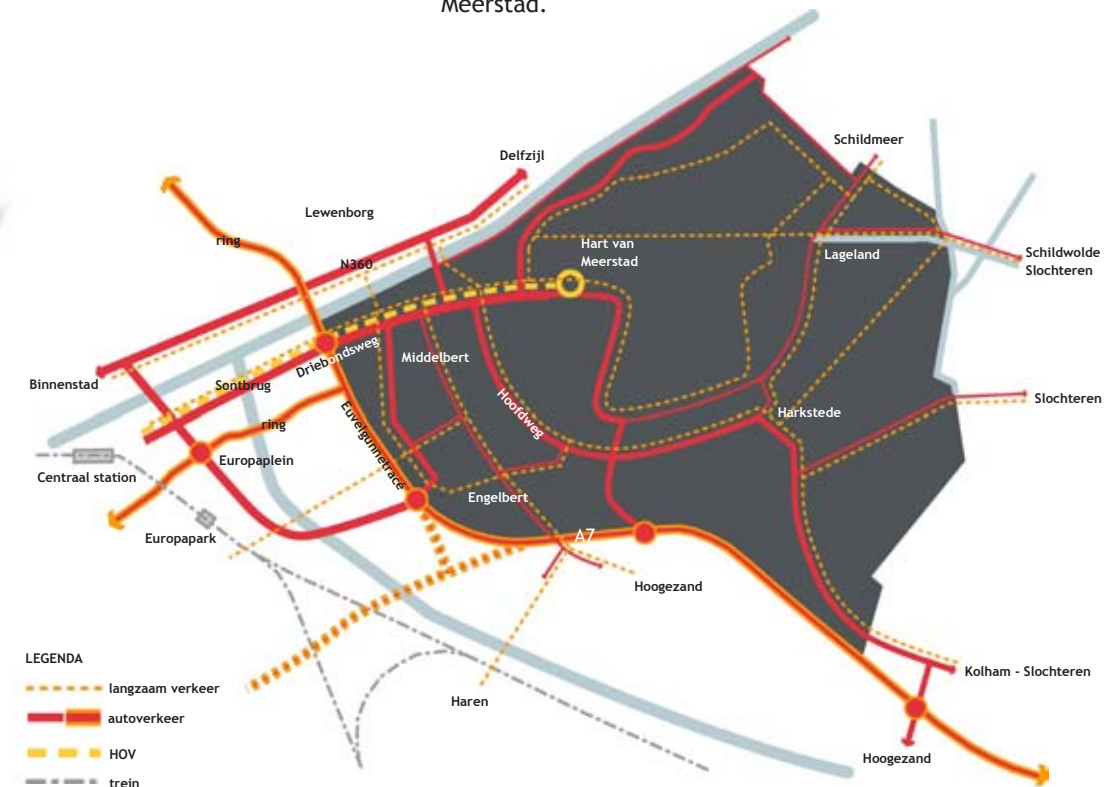 Meerstad.
Schildmeer
Delfzijl
Lewenborg
ring
Hart van
Meerstad
Lageland
Schildwolde
Slochteren
N360
Driebondsweg
Middelbert
Binnenstad
Sontbrug
Slochteren
Hoofdweg
Harkstede
ring
Euvelgunnetracé
Europaplein
Centraal station
Engelbert
A7
Europapark
Hoogezand
LEGENDA
langzaam verkeer
autoverkeer
HOV
trein
Haren
Kolham - Slochteren
Hoogezand